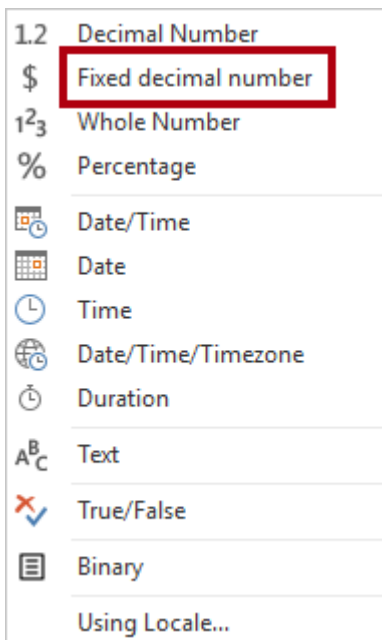 1.2 Decimal Number
$ Fixed decimal number
1²3 Whole Number
% Percentage
Date/Time
Date
Time
Date/Time/Timezone
Duration
ABC Text
True/False
Binary
Using Locale...